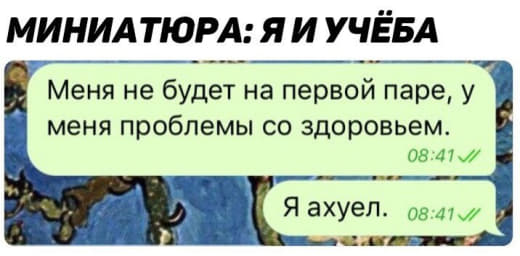 МИНИАТЮРА: Я И УЧЁБА
Меня не будет на первой паре, у
меня проблемы со здоровьем.
08:41
Я ахуел.
08:41